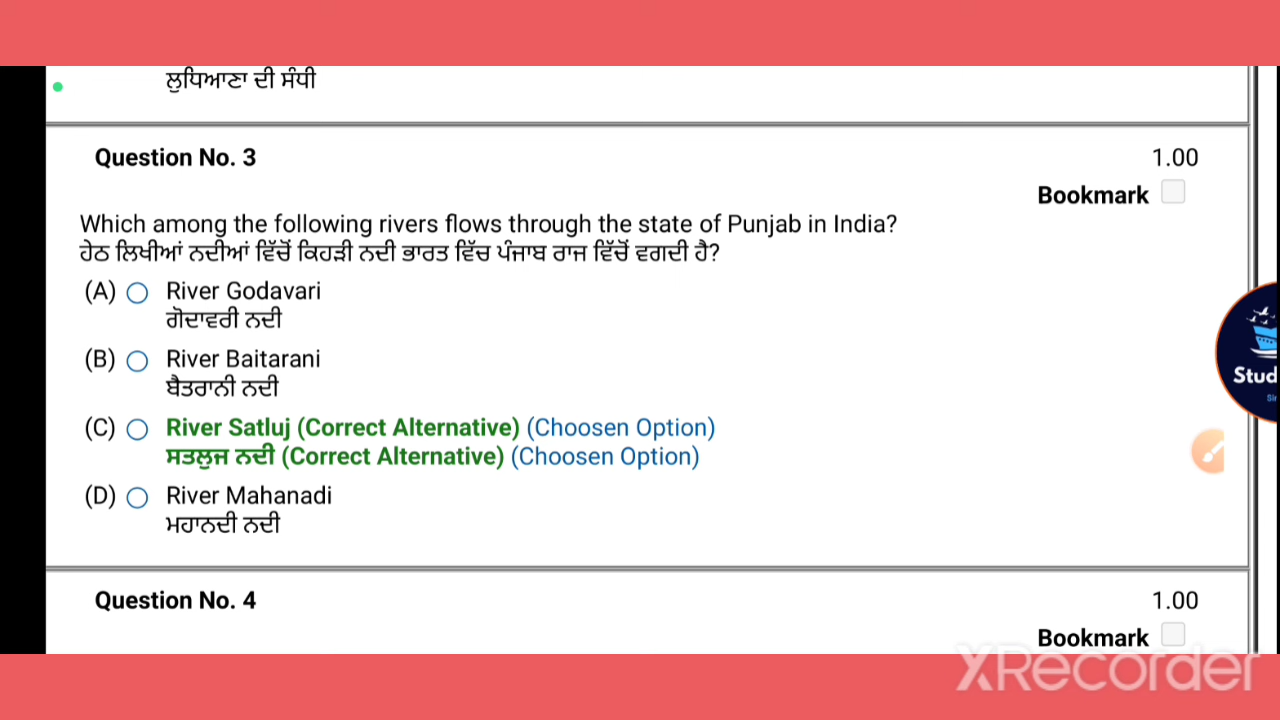 ਲੁਧਿਆਣਾ ਦੀ ਸੰਧੀ
Question No. 3
1.00
Bookmark
Which among the following rivers flows through the state of Punjab in India?
ਹੇਠ ਲਿਖੀਆਂ ਨਦੀਆਂ ਵਿੱਚੋਂ ਕਿਹੜੀ ਨਦੀ ਭਾਰਤ ਵਿੱਚ ਪੰਜਾਬ ਰਾਜ ਵਿੱਚੋਂ ਵਗਦੀ ਹੈ?
(A) River Godavari
ਗੋਦਾਵਰੀ ਨਦੀ
(B) River Baitarani
ਬੈਤਰਾਨੀ ਨਦੀ
(C) River Satluj (Correct Alternative) (Choosen Option)
ਸਤਲੁਜ ਨਦੀ (Correct Alternative) (Choosen Option)
(D) River Mahanadi
ਮਹਾਨਦੀ ਨਦੀ
Stud
Question No. 4
1.00
Bookmark
XRecorder